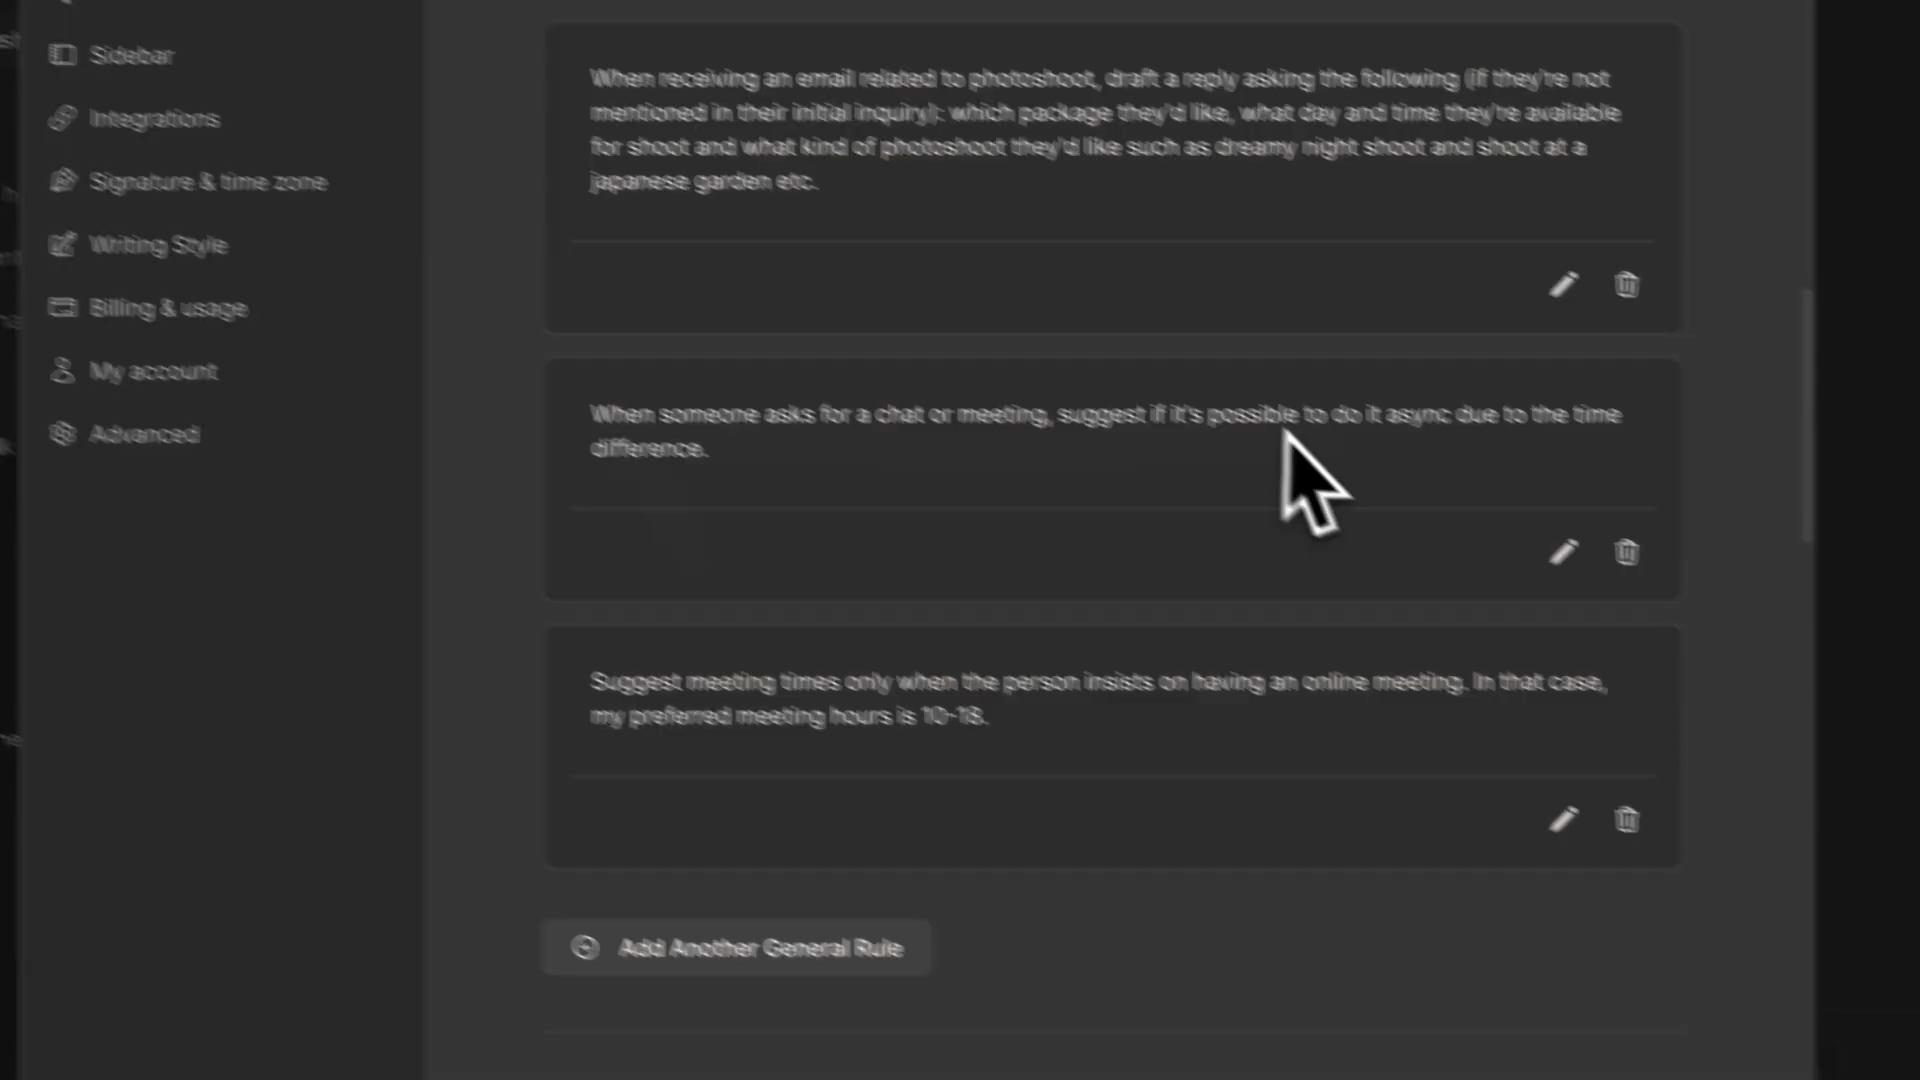 Sidebar
Integrations
Signature & time zone
Writing Style
Billing & usage
My account
Advanced
When receiving an email related to photoshoot, draft a reply asking the following (if they're not
mentioned in their initial inquiry): which package they'd like, what day and time they're available
for shoot and what kind of photoshoot they'd like such as dreamy night shoot and shoot at a
japanese garden etc.
When someone asks for a chat or meeting, suggest if it's possible to do it async due to the time
difference.
Suggest meeting times only when the person insists on having an online meeting. In that case,
my preferred meeting hours is 10-18.
Add Another General Rule